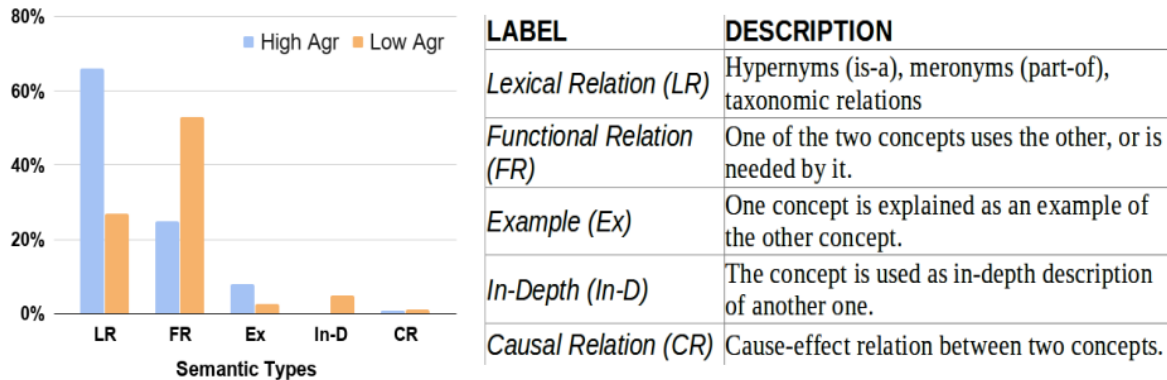 80%
High Agr Low Agr
60%
40%
20%
0%
LR FR Ex In-D CR
Semantic Types
LABEL DESCRIPTION
Lexical Relation (LR) Hypernyms (is-a), meronyms (part-of),
taxonomic relations
Functional Relation One of the two concepts uses the other, or is
(FR) needed by it.
Example (Ex) One concept is explained as an example of
the other concept.
In-Depth (In-D) The concept is used as in-depth description
of another one.
Causal Relation (CR) Cause-effect relation between two concepts.